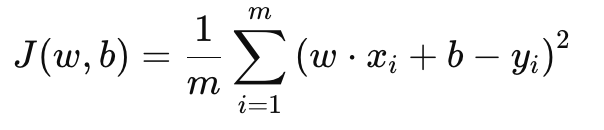 J(w, b) = \frac{1}{m} \sum_{i=1}^{m} (w \cdot x_i + b - y_i)^2